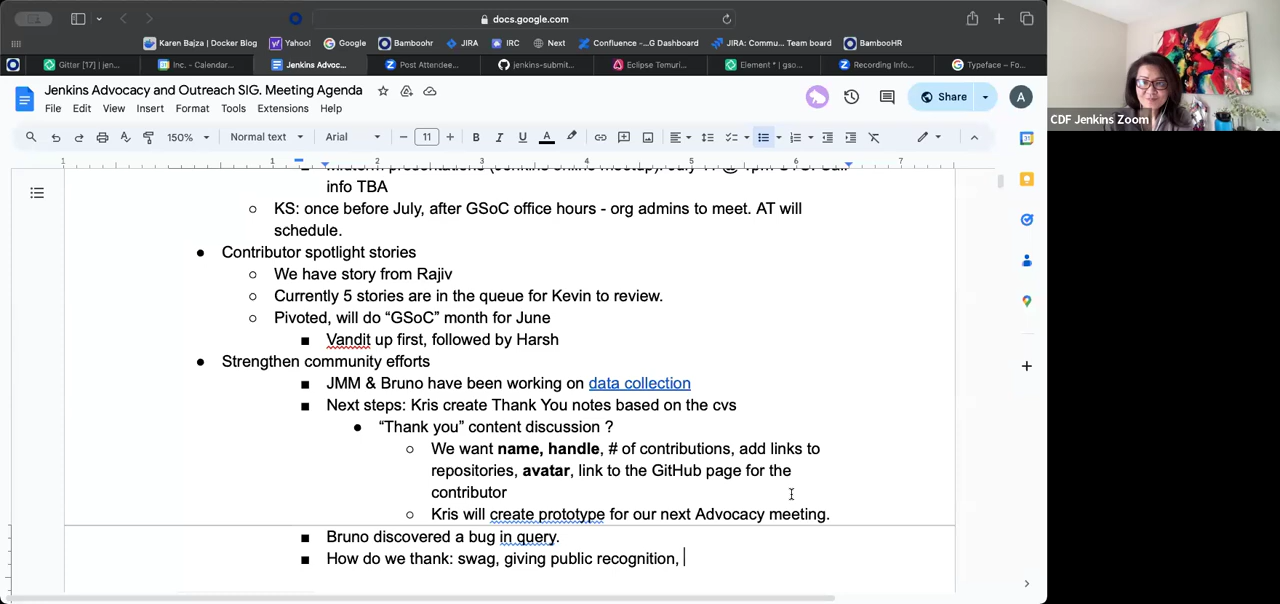 docs.google.com
Karen Bajza | Docker Blog
Yahoo!
Google
Bamboohr
JIRA
IRC
Next
Confluence ...G Dashboard
JIRA: Commu... Team board
BambooHR
Gitter [17] | jen...
Inc. - Calendar...
Jenkins Advoc...
Post Attendee...
jenkins-submit...
Eclipse Temuri...
Element * | gso...
Recording Info...
Typeface – Fo...
Jenkins Advocacy and Outreach SIG. Meeting Agenda
File Edit View Insert Format Tools Extensions Help
Share
A
150% Normal text Arial 11 B I U A
1 1 2 3 4 5 6 7
info TBA
KS: once before July, after GSoC office hours - org admins to meet. AT will
schedule.
Contributor spotlight stories
We have story from Rajiv
Currently 5 stories are in the queue for Kevin to review.
Pivoted, will do “GSoC” month for June
Vandit up first, followed by Harsh
Strengthen community efforts
JMM & Bruno have been working on data collection
Next steps: Kris create Thank You notes based on the cvs
“Thank you” content discussion ?
We want name, handle, # of contributions, add links to
repositories, avatar, link to the GitHub page for the
contributor
Kris will create prototype for our next Advocacy meeting.
Bruno discovered a bug in query.
How do we thank: swag, giving public recognition,
CDF Jenkins Zoom